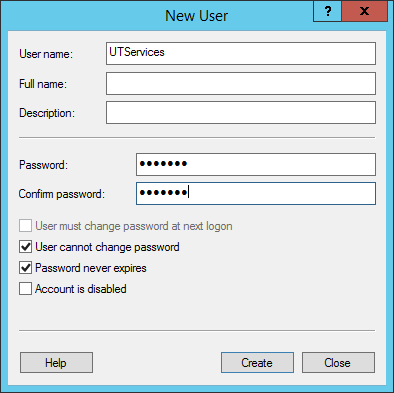 New User
?
x
User name:
UTServices
Full name:
Description:
Password:
•••••••
Confirm password:
•••••••
User must change password at next logon
User cannot change password
Password never expires
Account is disabled
Help
Create
Close